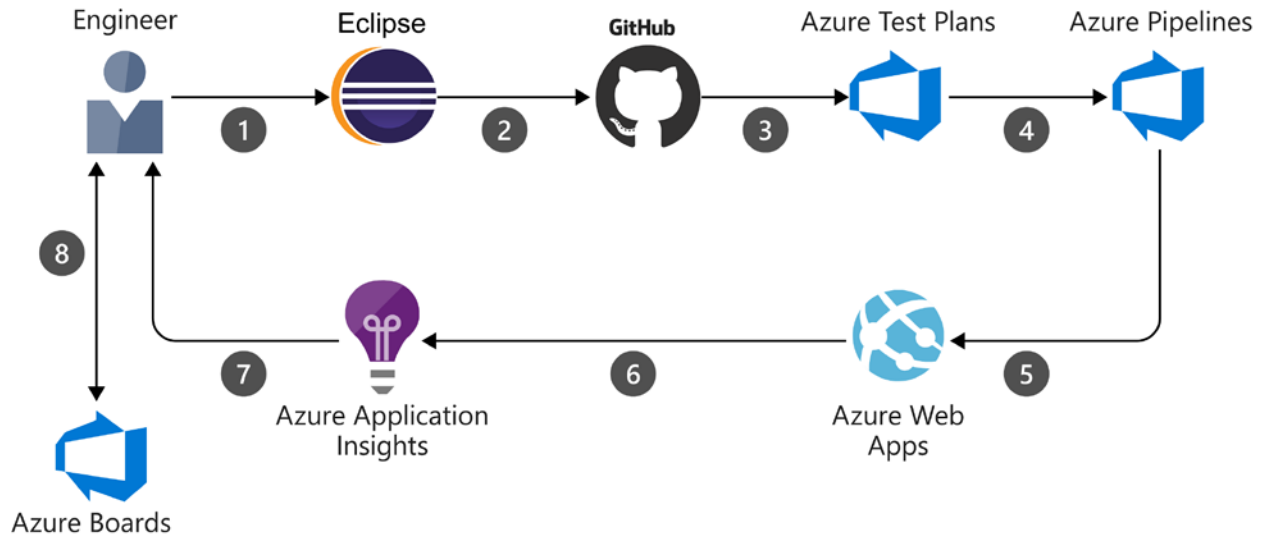 Engineer
Eclipse
GitHub
Azure Test Plans
Azure Pipelines
1
2
3
4
8
7
6
5
Azure Application
Insights
Azure Web
Apps
Azure Boards